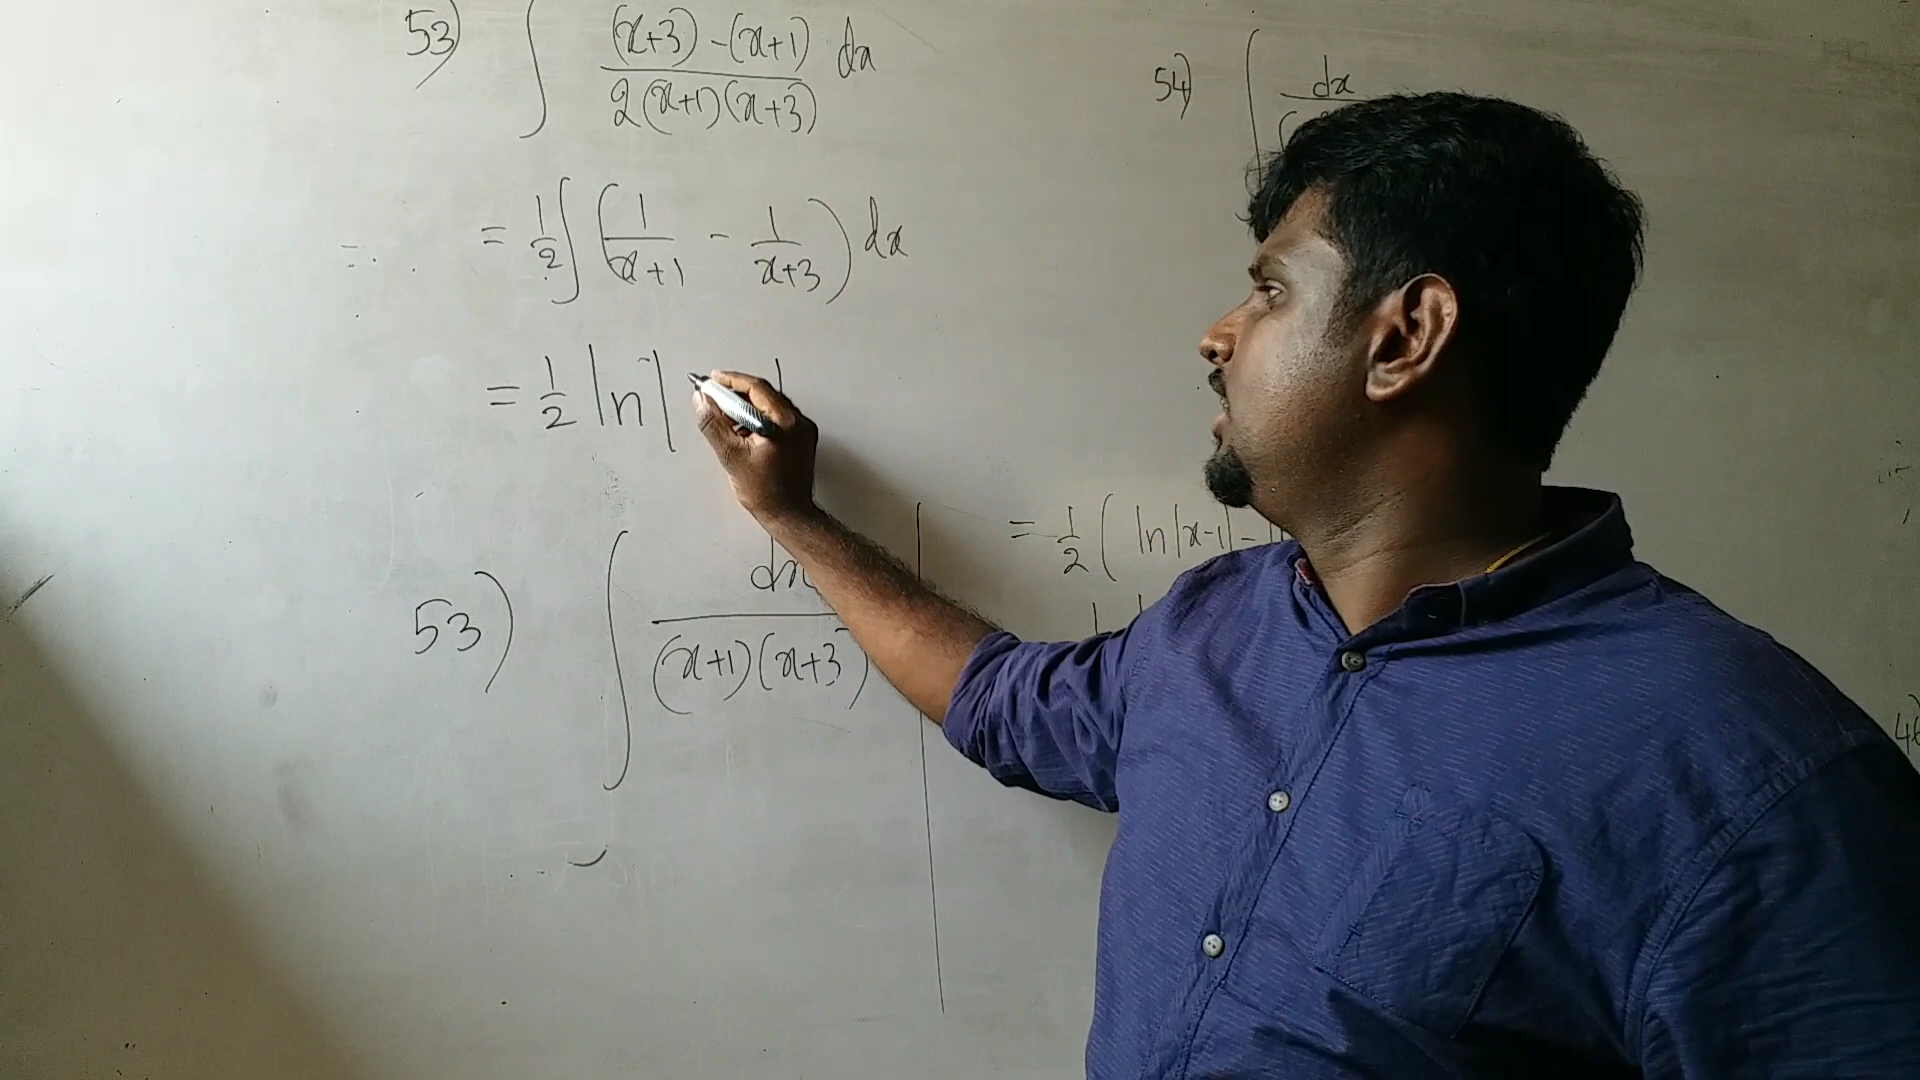 53) ∫ (x+3) - (x+1) / 2(x+1)(x+3) dx
= 1/2 ∫ ( 1/x+1 - 1/x+3 ) dx
= 1/2 ln |
53) ∫ dx / (x+1)(x+3)
54) ∫ dx
= 1/2 ( ln|x-1| -